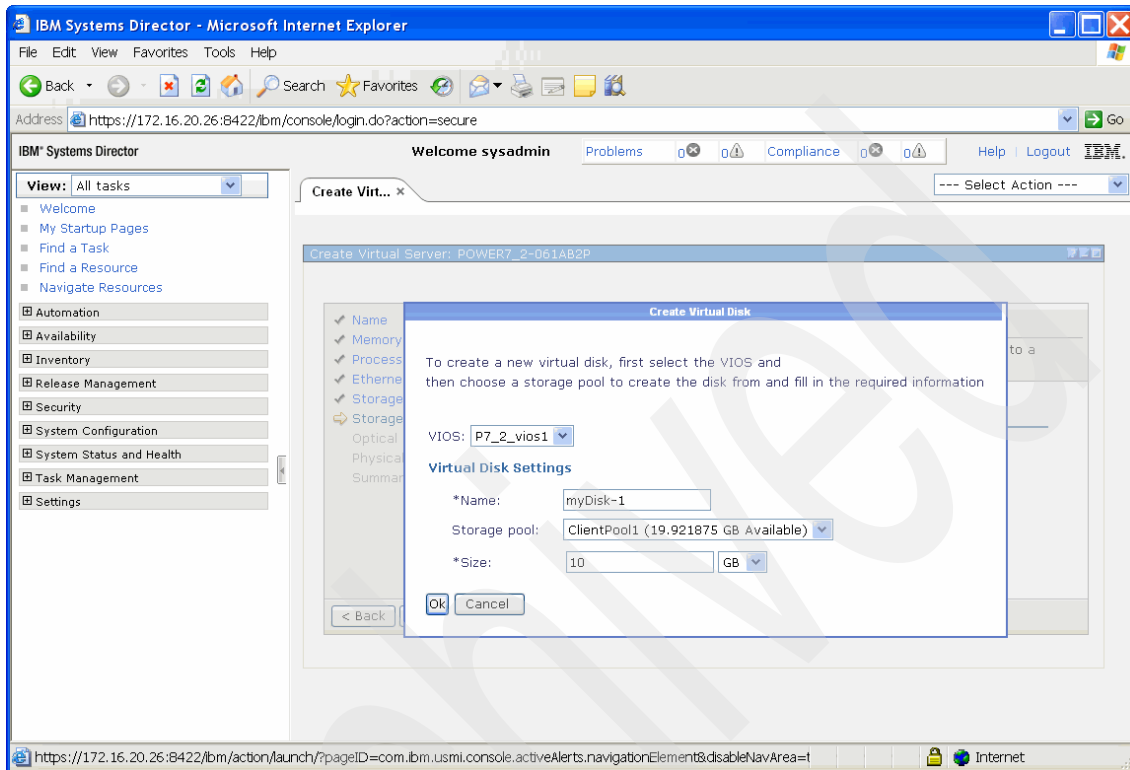 IBM Systems Director - Microsoft Internet Explorer
File Edit View Favorites Tools Help
Back Search Favorites
Address https://172.16.20.26:8422/ibm/console/login.do?action=secure Go
IBM® Systems Director Welcome sysadmin Problems 0 0 Compliance 0 0 Help Logout IBM.
View: All tasks
Create Virt... × --- Select Action ---
Welcome
My Startup Pages
Find a Task
Find a Resource
Navigate Resources
Automation
Availability
Inventory
Release Management
Security
System Configuration
System Status and Health
Task Management
Settings
Create Virtual Server: POWER7_2-061AB2P
Name
Memory
Process
Etherne
Storage
Storage
Optical
Physical
Summar
to a
Create Virtual Disk
To create a new virtual disk, first select the VIOS and
then choose a storage pool to create the disk from and fill in the required information
VIOS: P7_2_vios1
Virtual Disk Settings
*Name: myDisk-1
Storage pool: ClientPool1 (19.921875 GB Available)
*Size: 10 GB
Ok Cancel
< Back
https://172.16.20.26:8422/ibm/action/launch/?pageID=com.ibm.usmi.console.activeAlerts.navigationElement&disableNavArea=t Internet